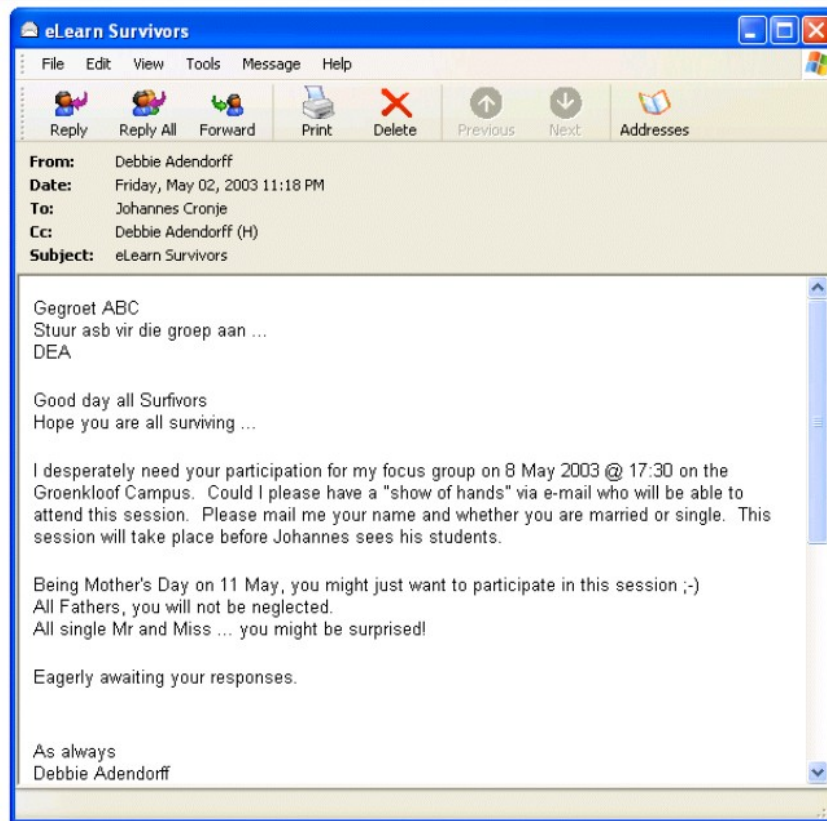 eLearn Survivors
File Edit View Tools Message Help
Reply Reply All Forward Print Delete Previous Next Addresses
From: Debbie Adendorff
Date: Friday, May 02, 2003 11:18 PM
To: Johannes Cronje
Cc: Debbie Adendorff (H)
Subject: eLearn Survivors
Gegroet ABC
Stuur asb vir die groep aan ...
DEA
Good day all Surfivors
Hope you are all surviving ...
I desperately need your participation for my focus group on 8 May 2003 @ 17:30 on the
Groenkloof Campus. Could I please have a "show of hands" via e-mail who will be able to
attend this session. Please mail me your name and whether you are married or single. This
session will take place before Johannes sees his students.
Being Mother's Day on 11 May, you might just want to participate in this session ;-)
All Fathers, you will not be neglected.
All single Mr and Miss ... you might be surprised!
Eagerly awaiting your responses.
As always
Debbie Adendorff